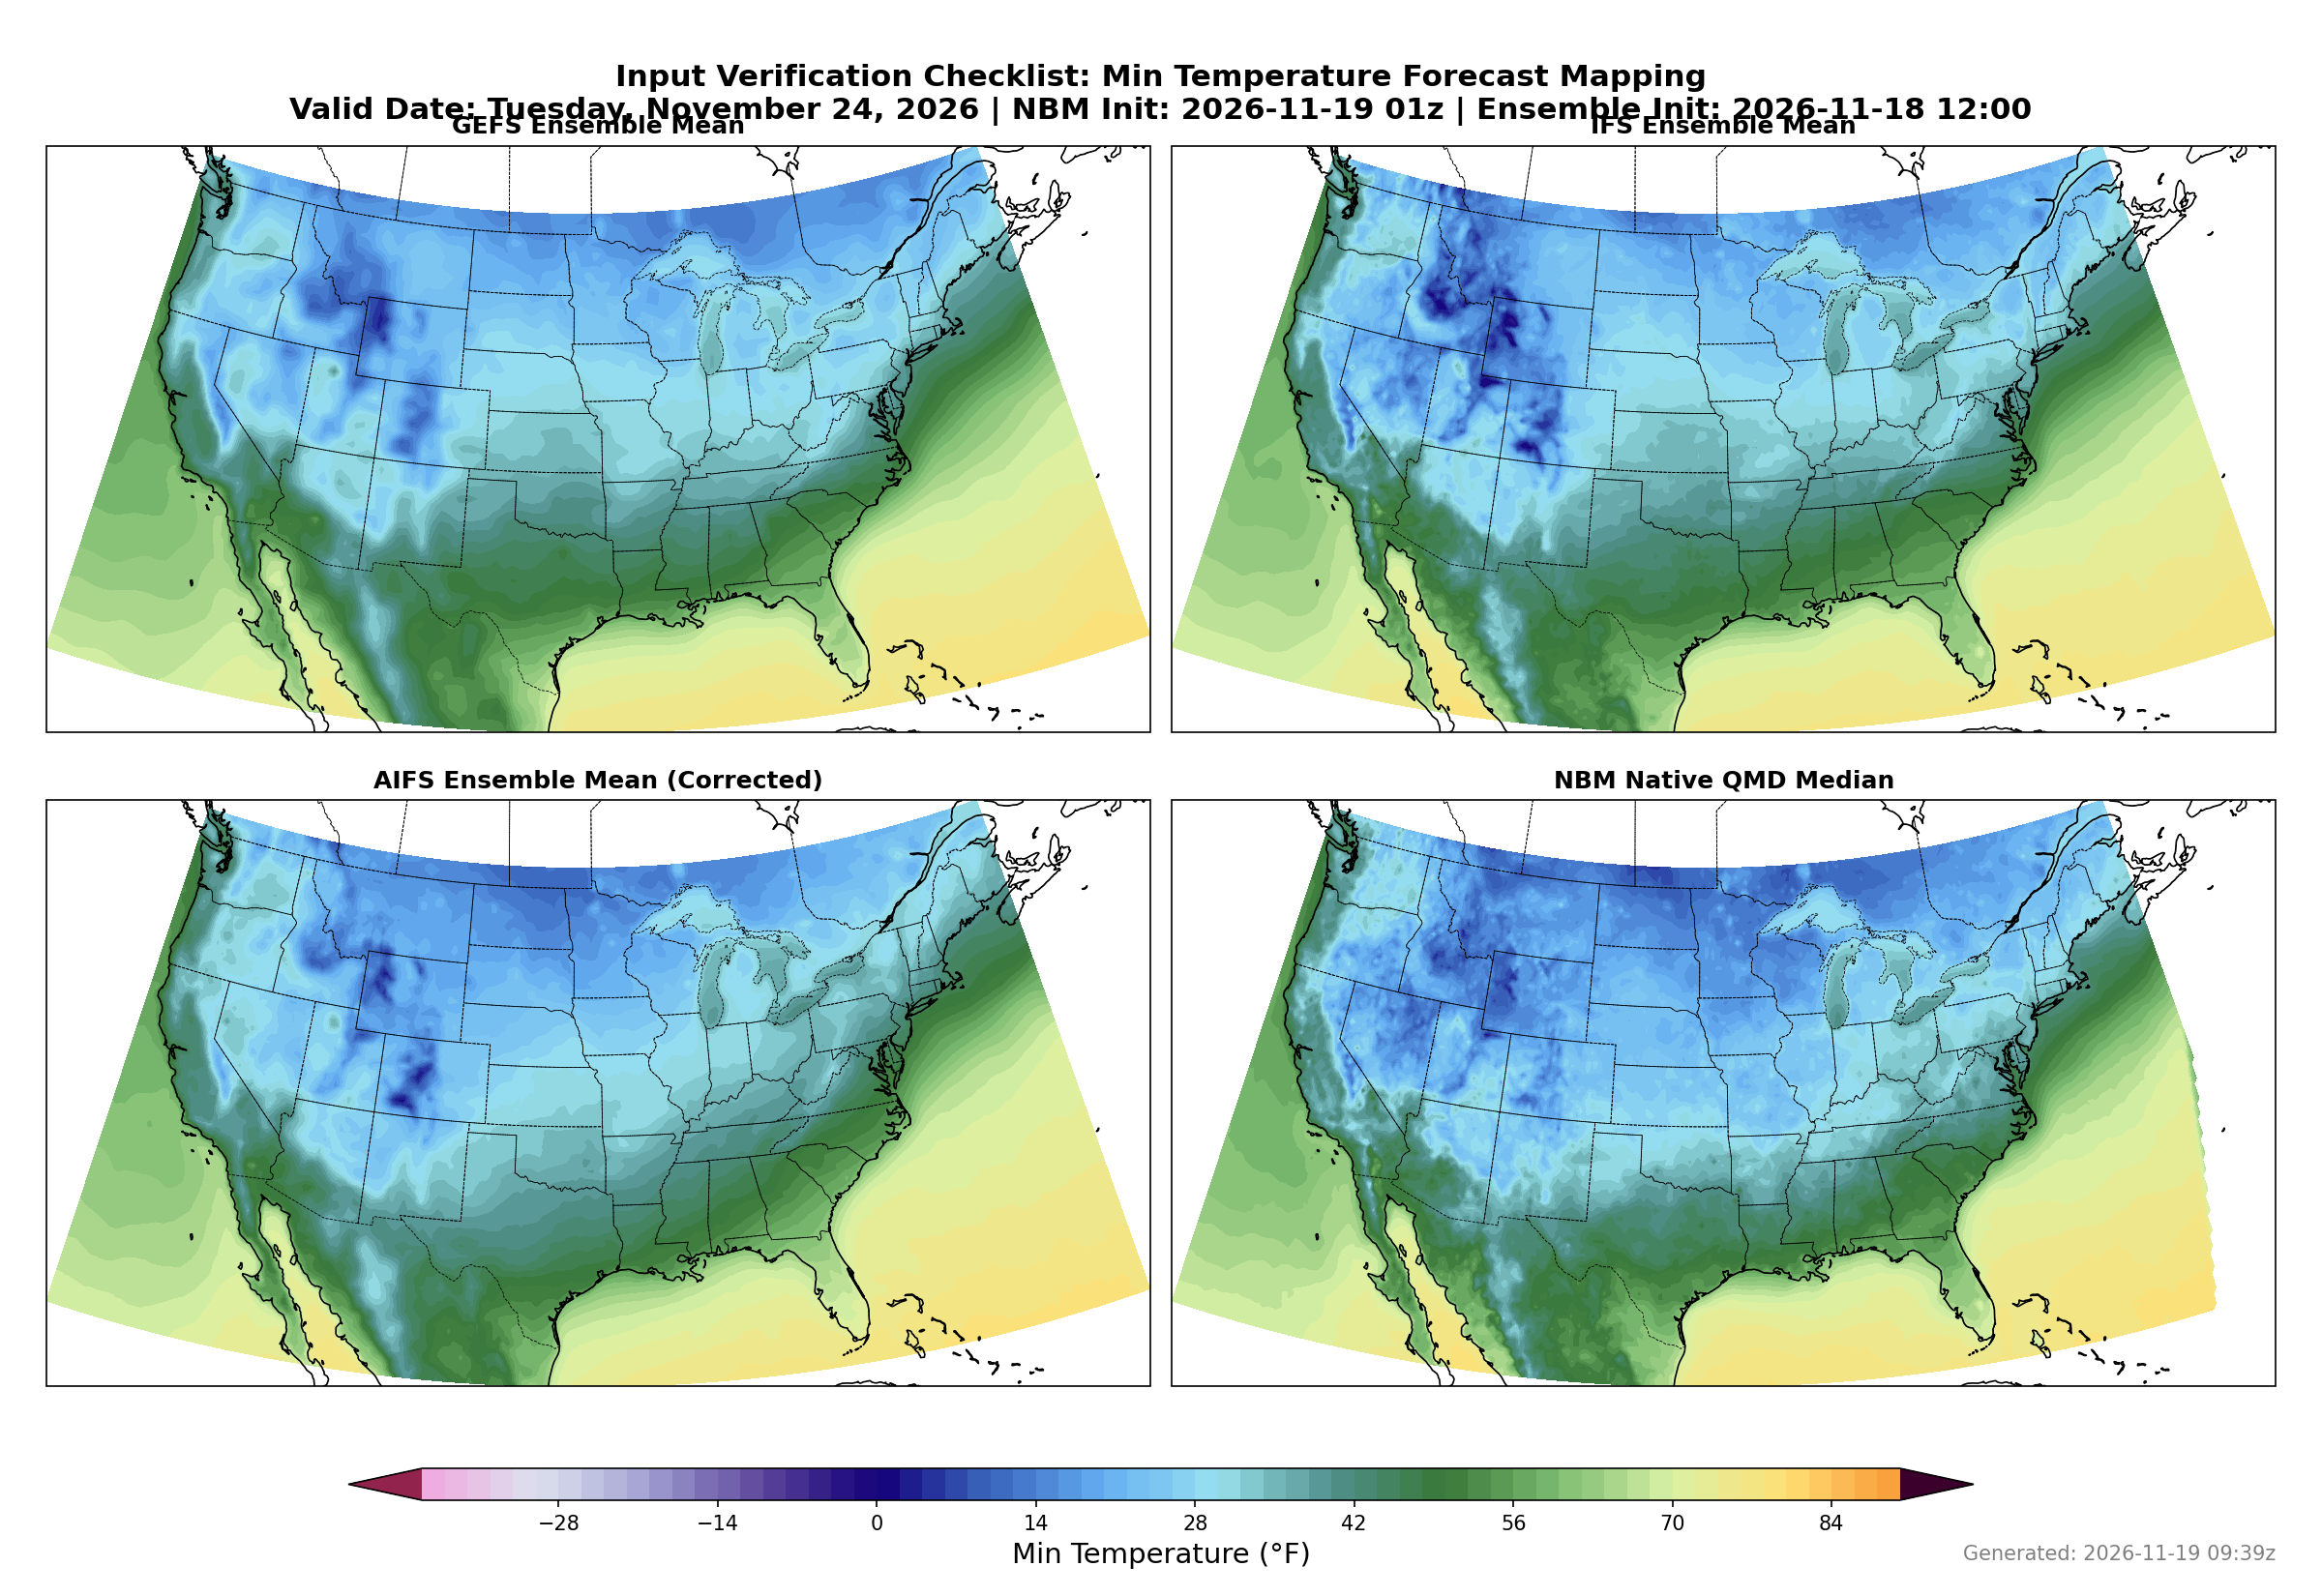 Input Verification Checklist: Min Temperature Forecast Mapping
Valid Date: Tuesday, November 24, 2026 | NBM Init: 2026-11-19 01z | Ensemble Init: 2026-11-18 12:00
GEFS Ensemble Mean
IFS Ensemble Mean
AIFS Ensemble Mean (Corrected)
NBM Native QMD Median
−28 −14 0 14 28 42 56 70 84
Min Temperature (°F)
Generated: 2026-11-19 09:39z